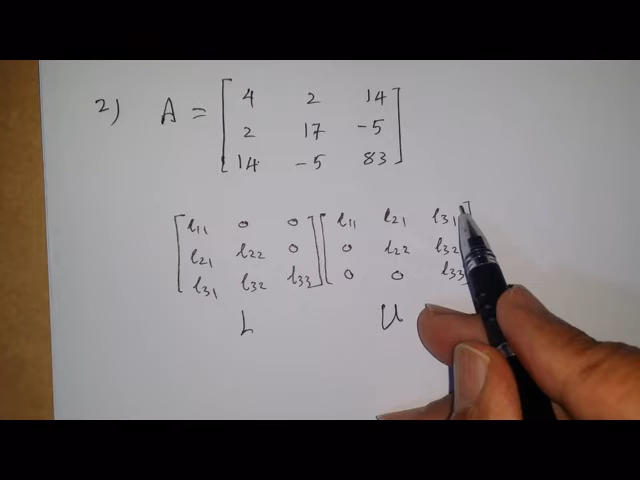 2) A = [ 4 2 14
2 17 -5
14 -5 83 ]
[ l11 0 0 ] [ l11 l21 l31 ]
l21 l22 0 0 l22 l32
l31 l32 l33 0 0 l33
L U